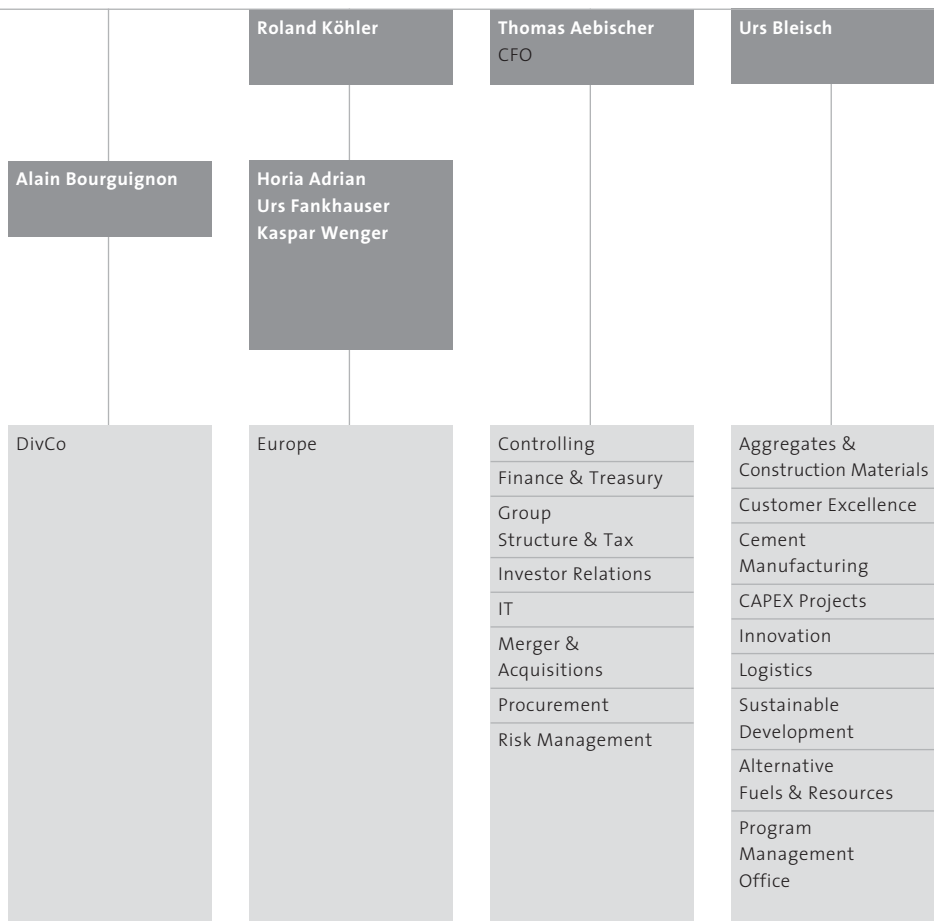 Roland Köhler
Thomas Aebischer
CFO
Urs Bleisch
Alain Bourguignon
Horia Adrian
Urs Fankhauser
Kaspar Wenger
DivCo
Europe
Controlling
Finance & Treasury
Group
Structure & Tax
Investor Relations
IT
Merger &
Acquisitions
Procurement
Risk Management
Aggregates &
Construction Materials
Customer Excellence
Cement
Manufacturing
CAPEX Projects
Innovation
Logistics
Sustainable
Development
Alternative
Fuels & Resources
Program
Management
Office